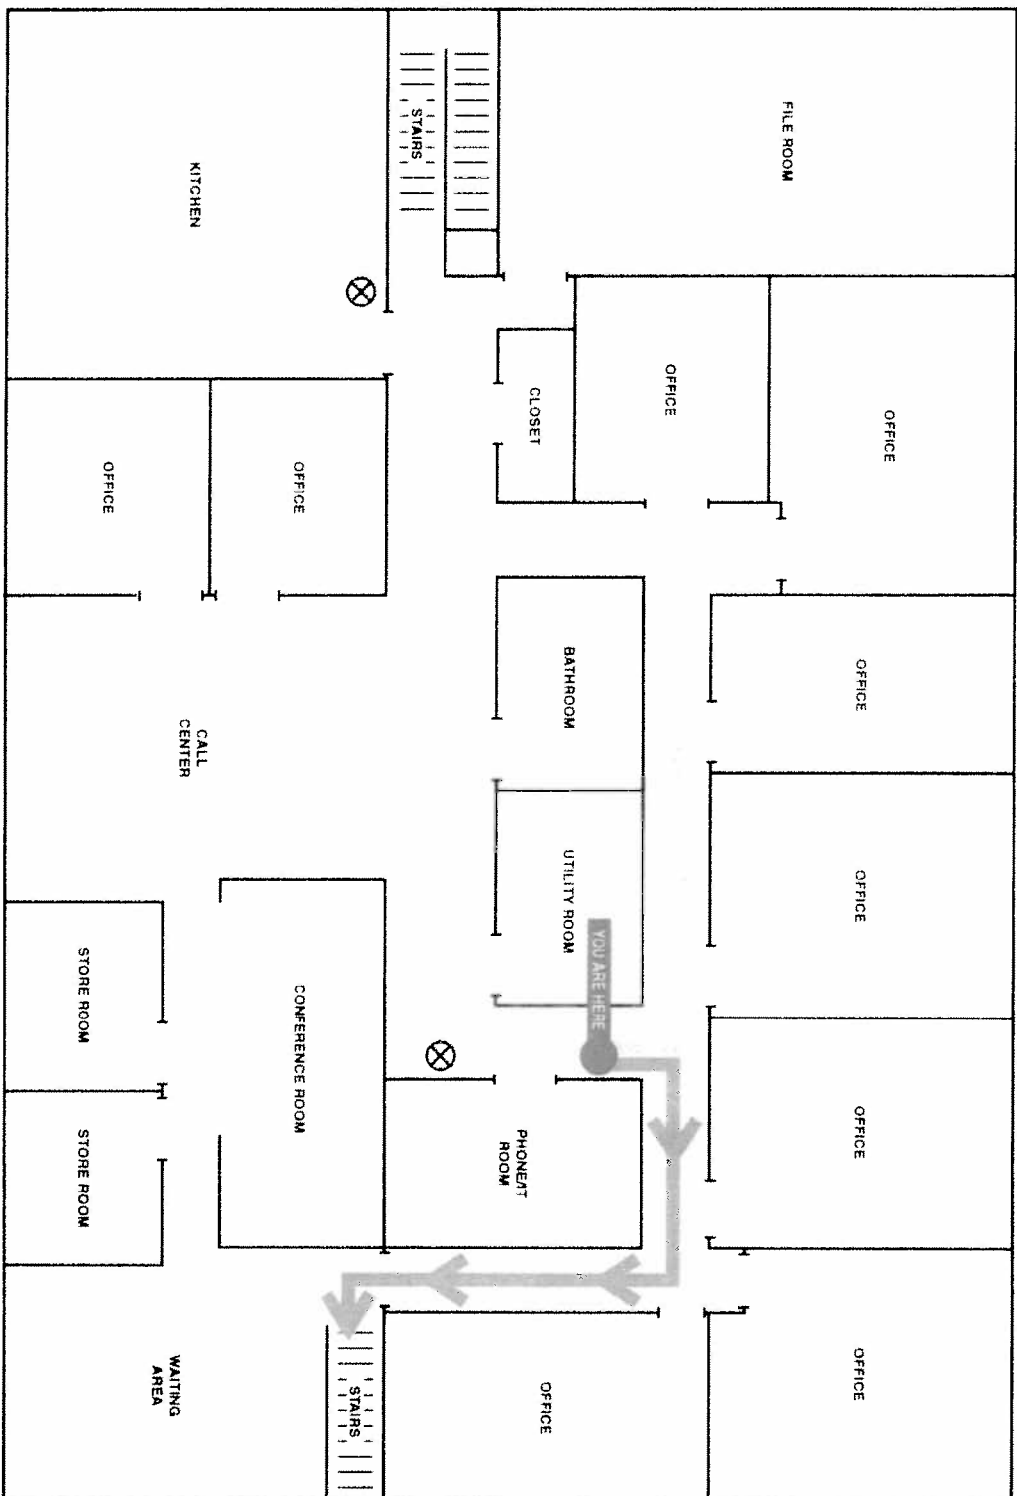 OFFICE
OFFICE
OFFICE
OFFICE
OFFICE
FILE ROOM
OFFICE
YOU ARE HERE
BATHROOM
UTILITY ROOM
OFFICE
CLOSET
PHONE/IT
ROOM
STAIRS
STAIRS
OFFICE
CONFERENCE ROOM
KITCHEN
CALL
CENTER
WAITING
AREA
OFFICE
STORE ROOM
STORE ROOM